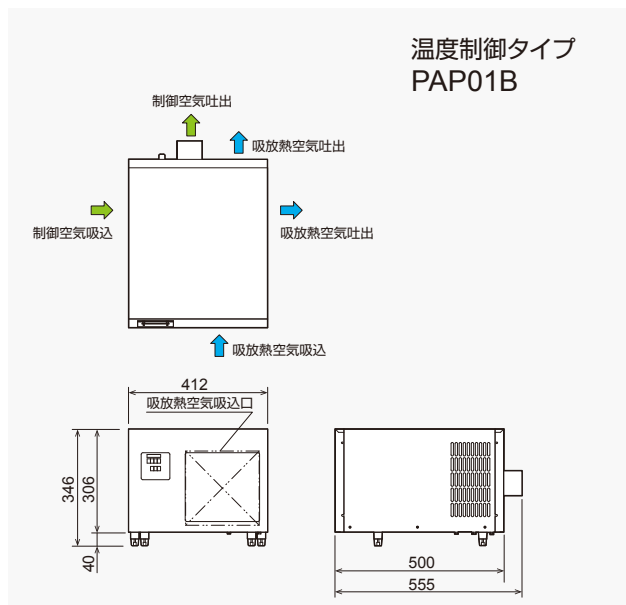 温度制御タイプ
PAP01B
制御空気吐出
吸放熱空気吐出
制御空気吸込
吸放熱空気吐出
吸放熱空気吸込
412
吸放熱空気吸込口
346
306
40
500
555